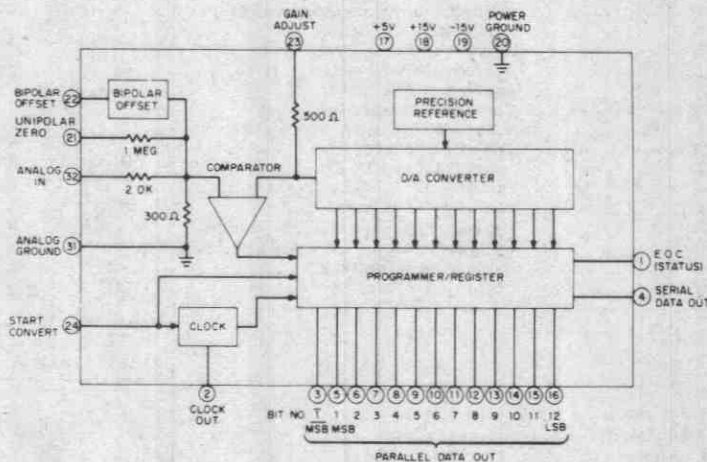 GAIN
ADJUST
23
+5V
17
+15V
18
-15V
19
POWER
GROUND
20
BIPOLAR
OFFSET
22
BIPOLAR
OFFSET
UNIPOLAR
ZERO
21
1 MEG
ANALOG
IN
32
2.0K
300Ω
ANALOG
GROUND
31
COMPARATOR
500Ω
PRECISION
REFERENCE
D/A CONVERTER
PROGRAMMER/REGISTER
1
E.O.C
(STATUS)
4
SERIAL
DATA OUT
START
CONVERT
24
CLOCK
2
CLOCK
OUT
3 5 6 7 8 9 10 11 12 13 14 15 16
BIT NO. 1 1 2 3 4 5 6 7 8 9 10 11 12
MSB MSB LSB
PARALLEL DATA OUT